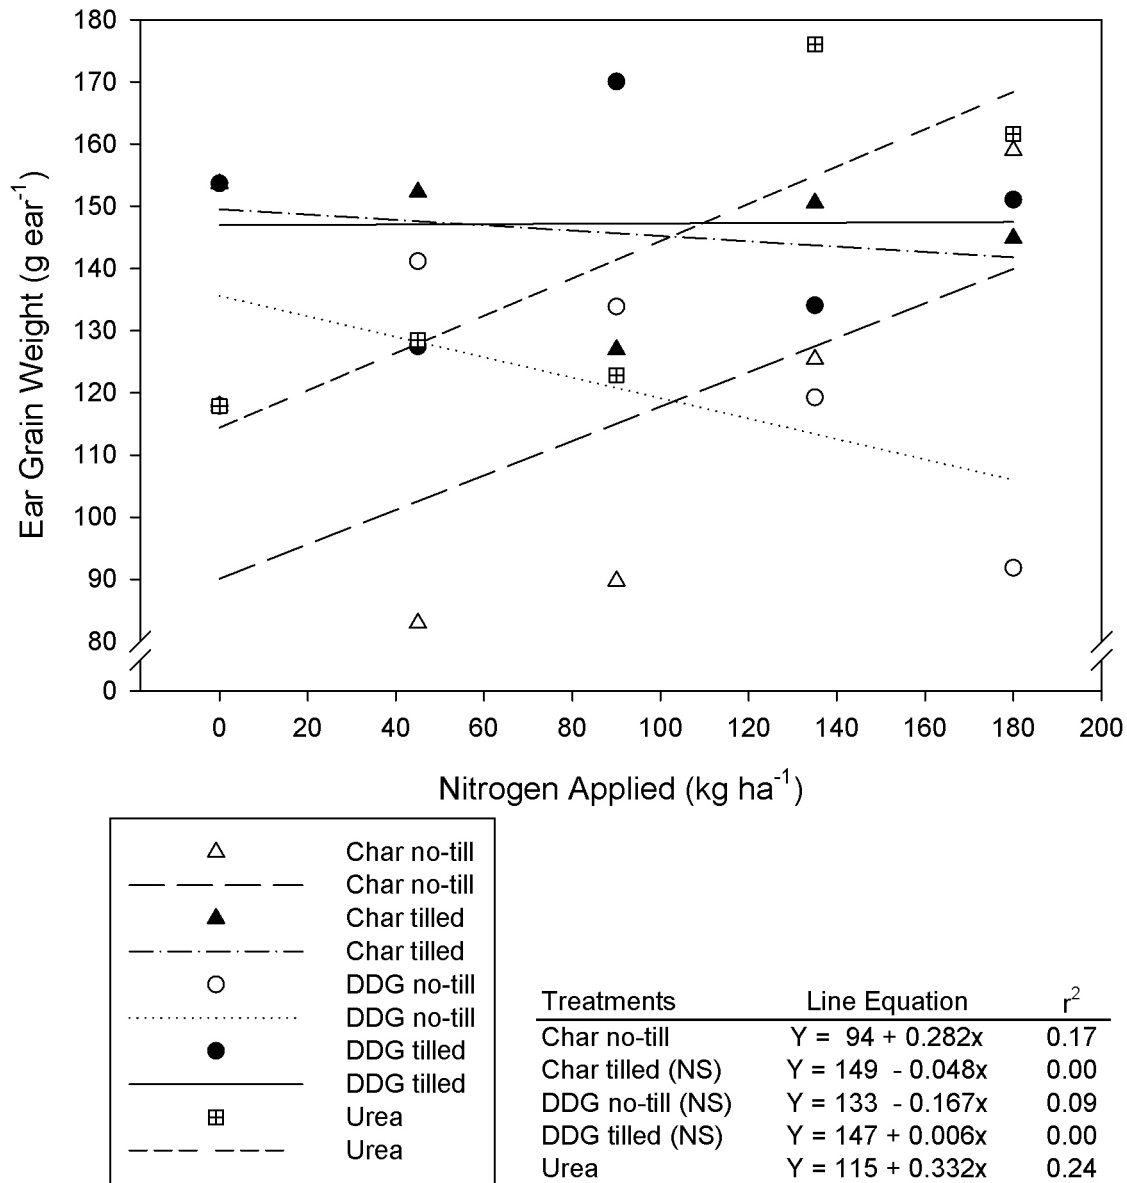 180
170
160
150
140
130
120
110
100
90
80
0
Ear Grain Weight (g ear⁻¹)
0 20 40 60 80 100 120 140 160 180 200
Nitrogen Applied (kg ha⁻¹)
Char no-till
Char no-till
Char tilled
Char tilled
DDG no-till
DDG no-till
DDG tilled
DDG tilled
Urea
Urea
Treatments Line Equation r²
Char no-till Y = 94 + 0.282x 0.17
Char tilled (NS) Y = 149 - 0.048x 0.00
DDG no-till (NS) Y = 133 - 0.167x 0.09
DDG tilled (NS) Y = 147 + 0.006x 0.00
Urea Y = 115 + 0.332x 0.24